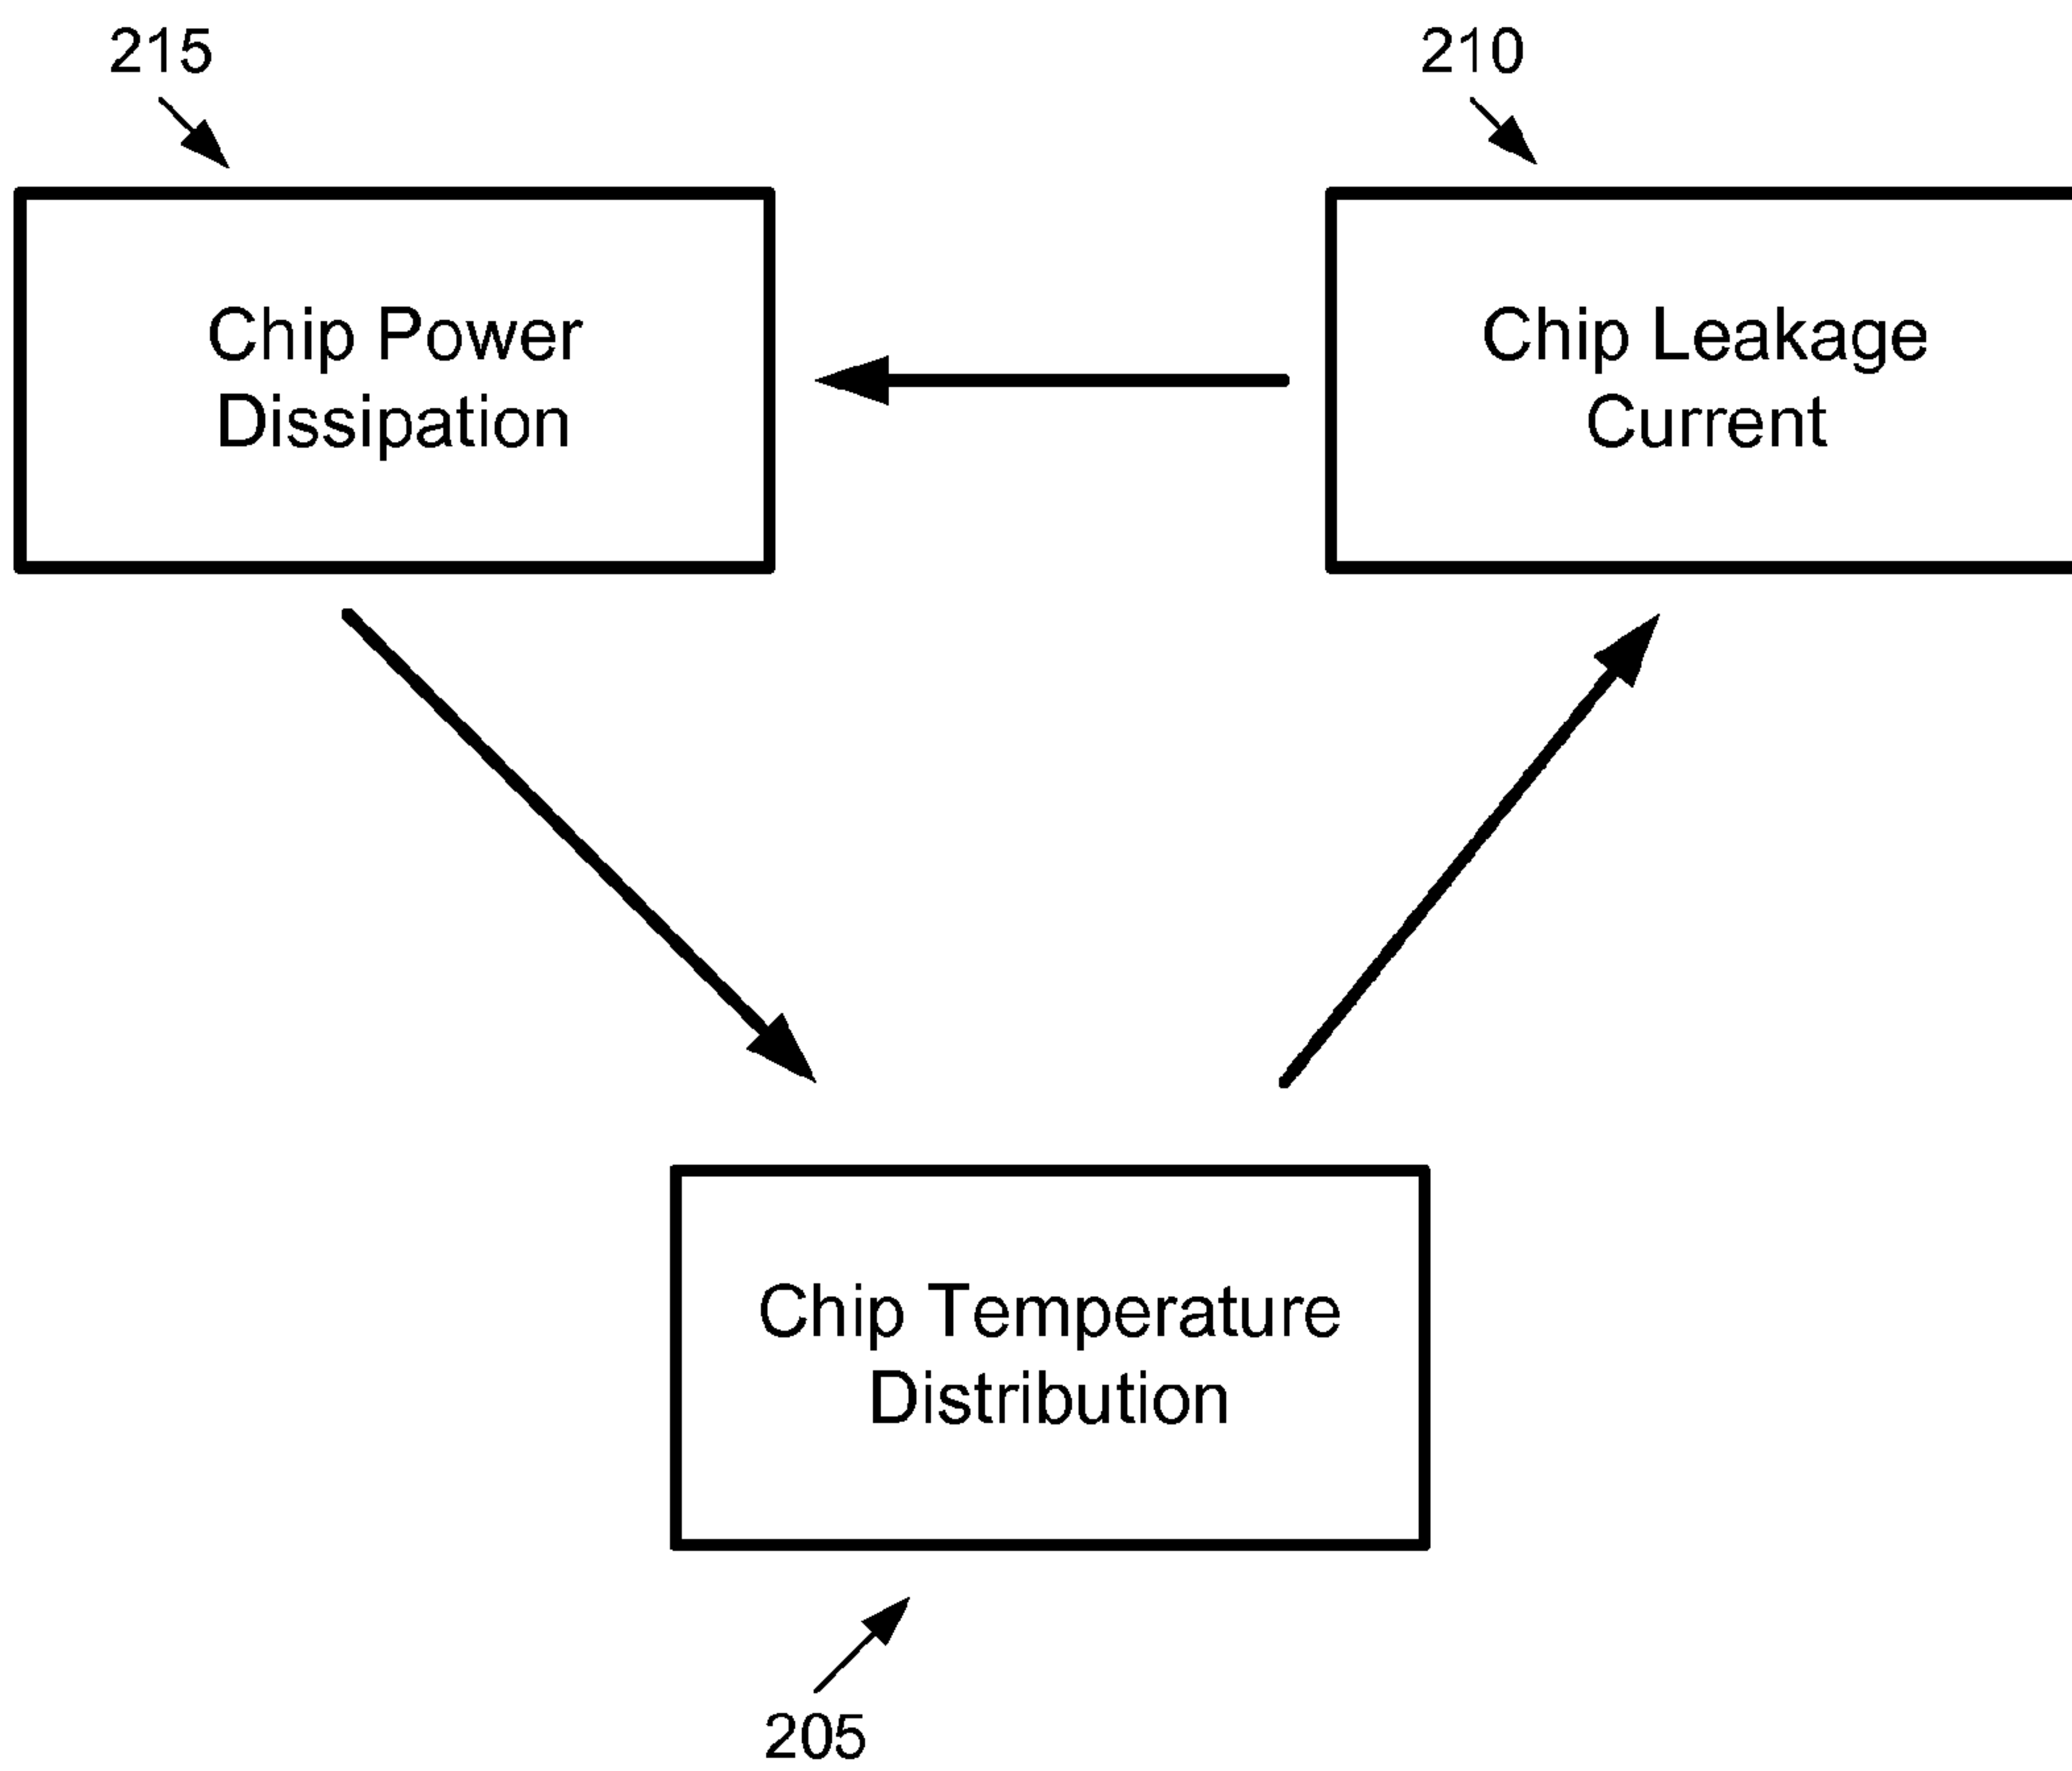 215
210
Chip Power
Dissipation
Chip Leakage
Current
Chip Temperature
Distribution
205